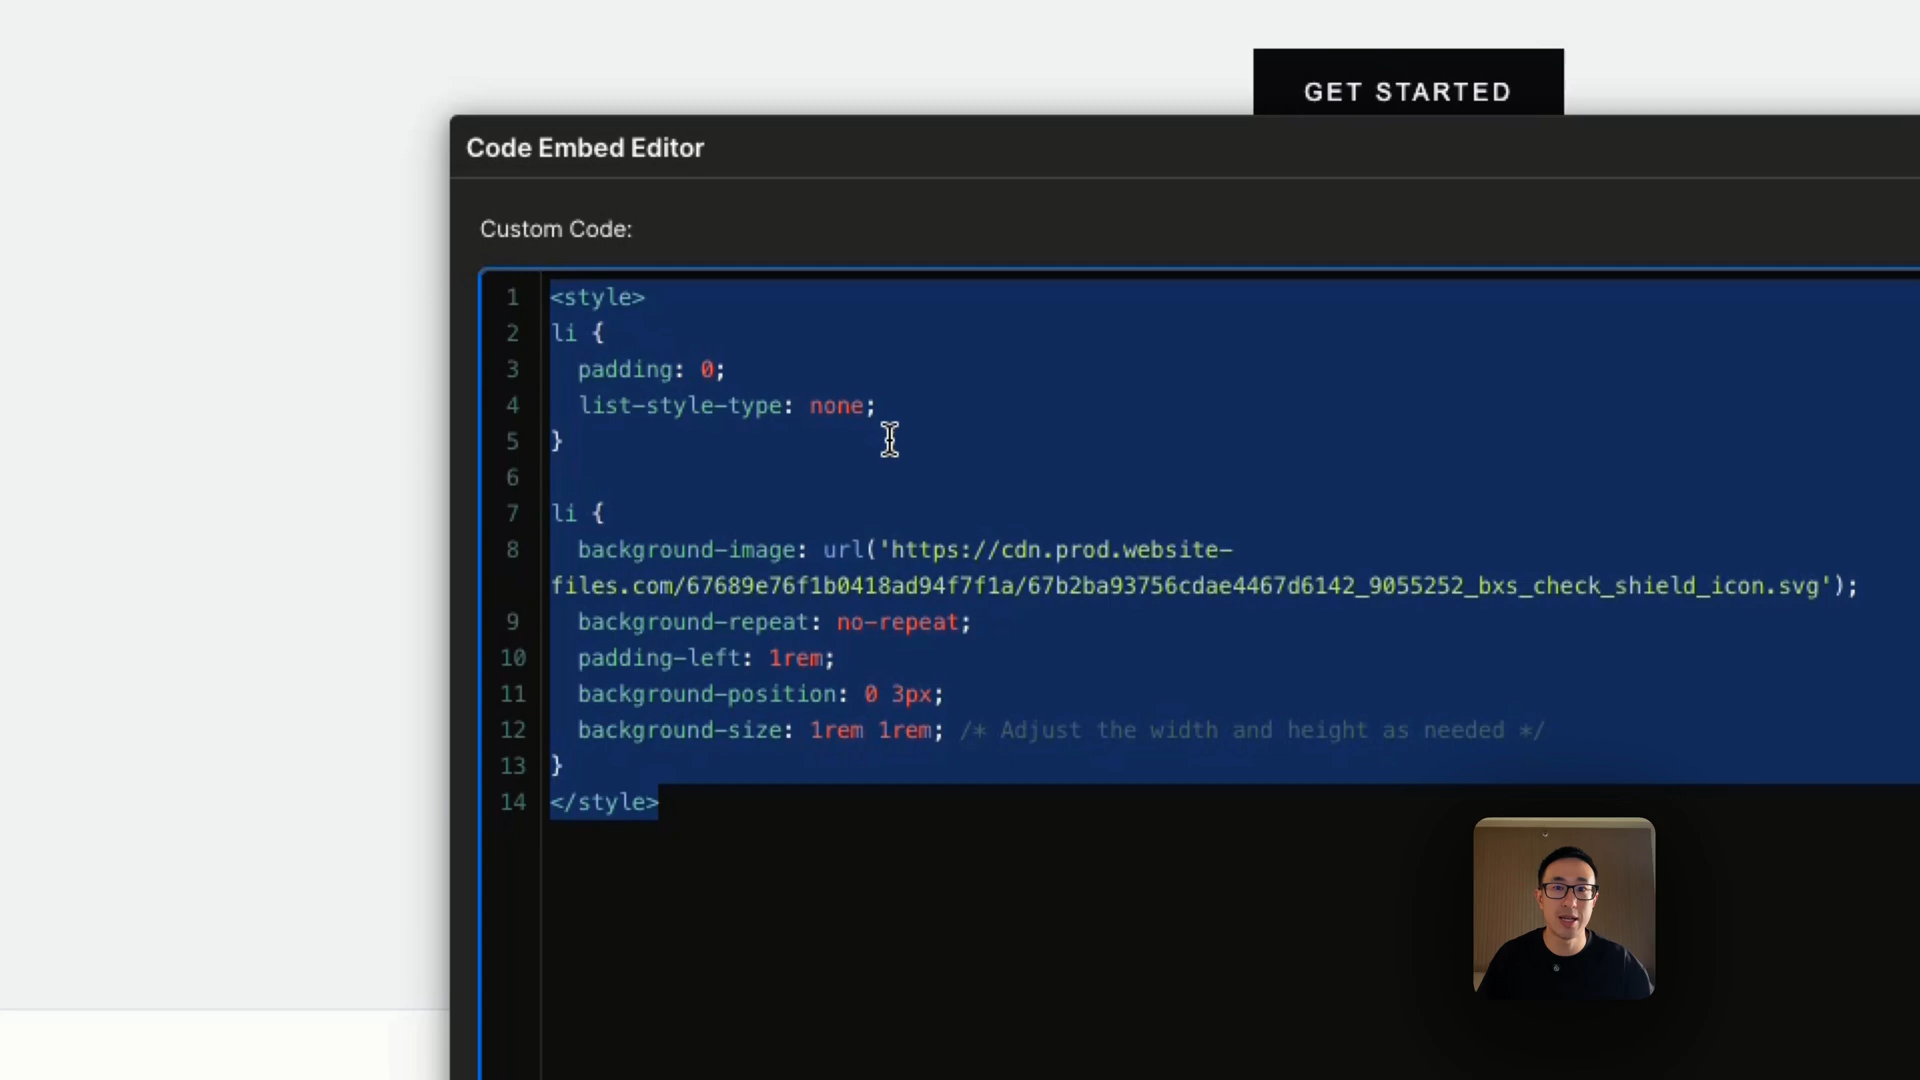 GET STARTED
Code Embed Editor
Custom Code:
1 <style>
2 li {
3   padding: 0;
4   list-style-type: none;
5 }
6
7 li {
8   background-image: url('https://cdn.prod.website-
files.com/67689e76f1b0418ad94f7f1a/67b2ba93756cdae4467d6142_9055252_bxs_check_shield_icon.svg');
9   background-repeat: no-repeat;
10   padding-left: 1rem;
11   background-position: 0 3px;
12   background-size: 1rem 1rem; /* Adjust the width and height as needed */
13 }
14 </style>